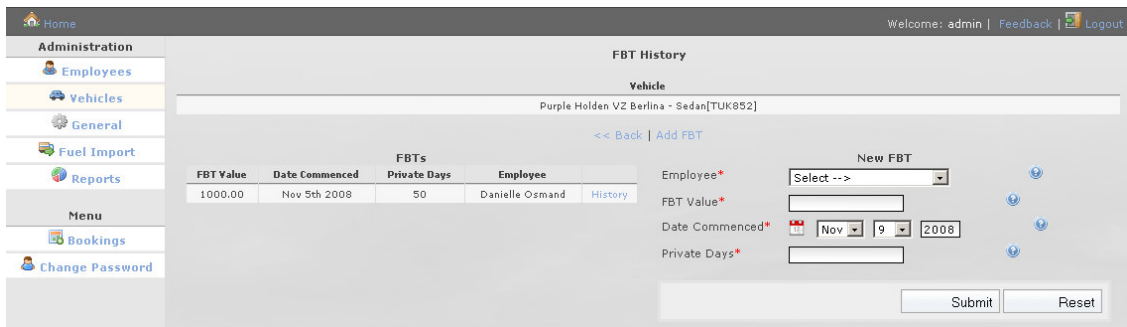 Home
Welcome: admin | Feedback | Logout
Administration
Employees
Vehicles
General
Fuel Import
Reports
Menu
Bookings
Change Password
FBT History
Vehicle
Purple Holden VZ Berlina - Sedan[TUK852]
<< Back | Add FBT
FBTs
FBT Value Date Commenced Private Days Employee
1000.00 Nov 5th 2008 50 Danielle Osmand History
New FBT
Employee* Select -->
FBT Value*
Date Commenced* Nov 9 2008
Private Days*
Submit Reset